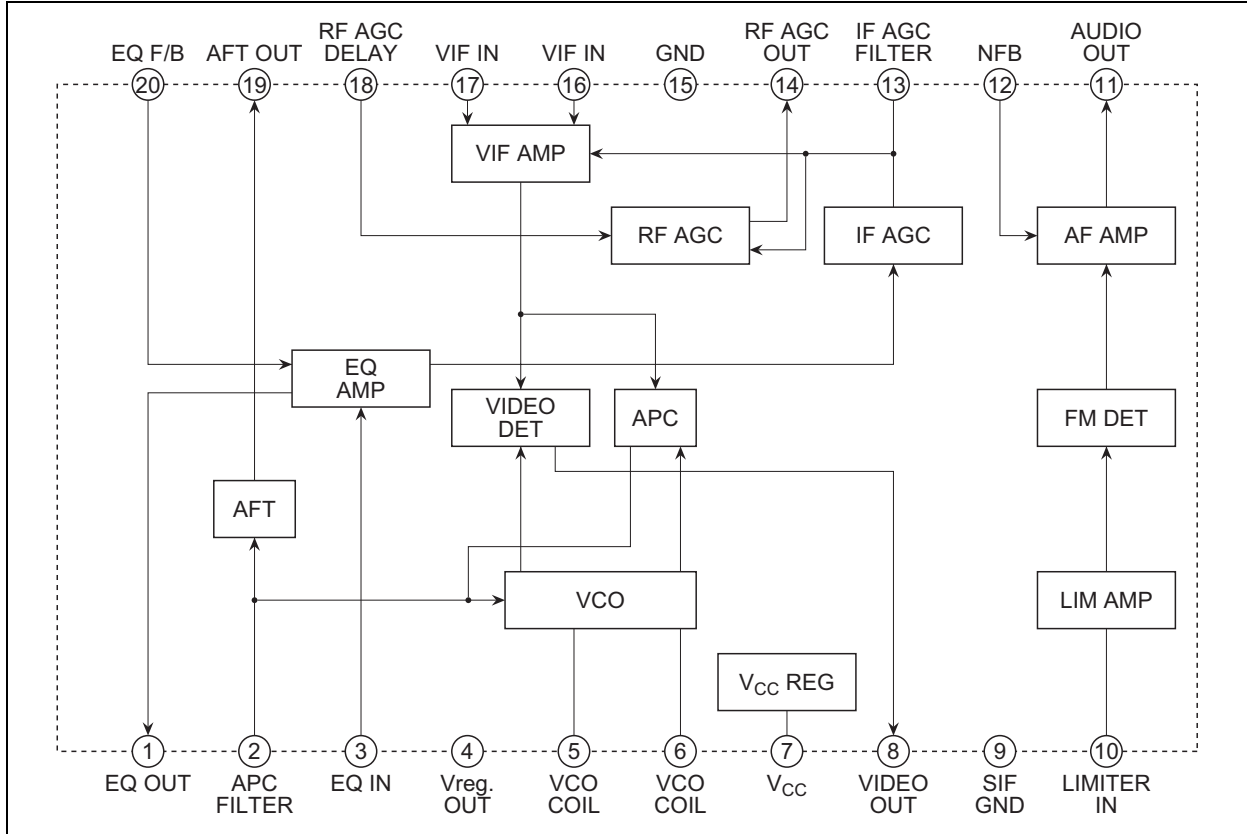 EQ F/B
AFT OUT
RF AGC
DELAY
VIF IN
VIF IN
GND
RF AGC
OUT
IF AGC
FILTER
NFB
AUDIO
OUT
20
19
18
17
16
15
14
13
12
11
VIF AMP
RF AGC
IF AGC
AF AMP
EQ
AMP
VIDEO
DET
APC
FM DET
AFT
VCO
LIM AMP
VCC REG
1
2
3
4
5
6
7
8
9
10
EQ OUT
APC
FILTER
EQ IN
Vreg.
OUT
VCO
COIL
VCO
COIL
VCC
VIDEO
OUT
SIF
GND
LIMITER
IN